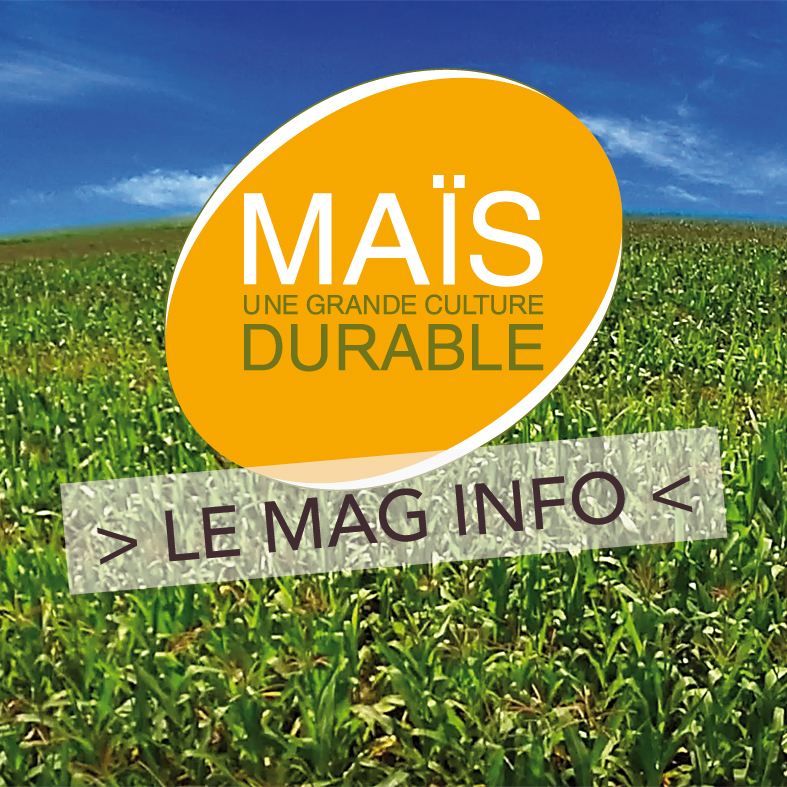 MAÏS
UNE GRANDE CULTURE
DURABLE
> LE MAG INFO <